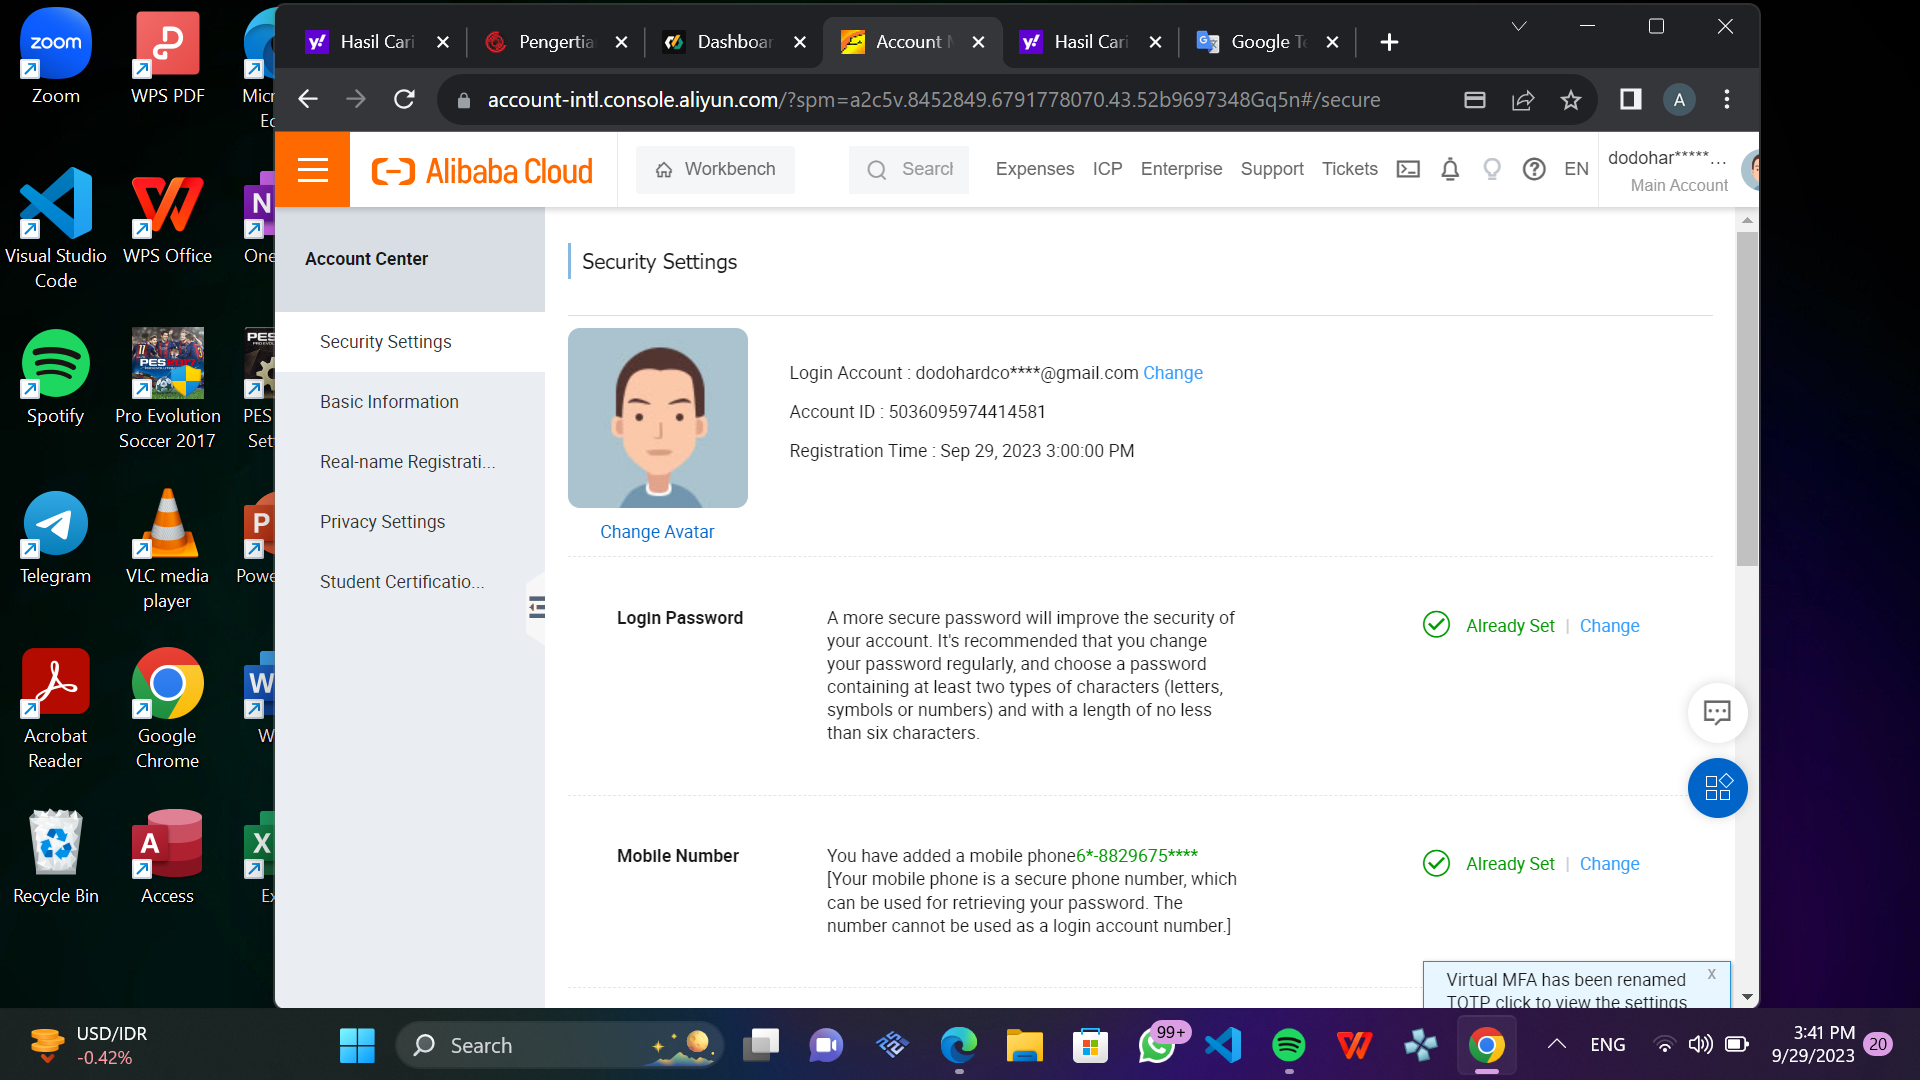 Zoom
WPS PDF
Visual Studio
Code
WPS Office
Spotify
Pro Evolution
Soccer 2017
Telegram
VLC media
player
Acrobat
Reader
Google
Chrome
Recycle Bin
Access
Hasil Cari
Pengertia
Dashboar
Account
Hasil Cari
Google Te
account-intl.console.aliyun.com/?spm=a2c5v.8452849.6791778070.43.52b9697348Gq5n#/secure
A
Alibaba Cloud
Workbench
Search
Expenses
ICP
Enterprise
Support
Tickets
EN
dodohar*****...
Main Account
Account Center
Security Settings
Basic Information
Real-name Registrati...
Privacy Settings
Student Certificatio...
Security Settings
Login Account : dodohardco****@gmail.com Change
Account ID : 5036095974414581
Registration Time : Sep 29, 2023 3:00:00 PM
Change Avatar
Login Password
A more secure password will improve the security of
your account. It's recommended that you change
your password regularly, and choose a password
containing at least two types of characters (letters,
symbols or numbers) and with a length of no less
than six characters.
Already Set | Change
Mobile Number
You have added a mobile phone6*-8829675****
[Your mobile phone is a secure phone number, which
can be used for retrieving your password. The
number cannot be used as a login account number.]
Already Set | Change
Virtual MFA has been renamed
TOTP, click to view the settings
x
USD/IDR
-0.42%
Search
99+
ENG
3:41 PM
9/29/2023
20